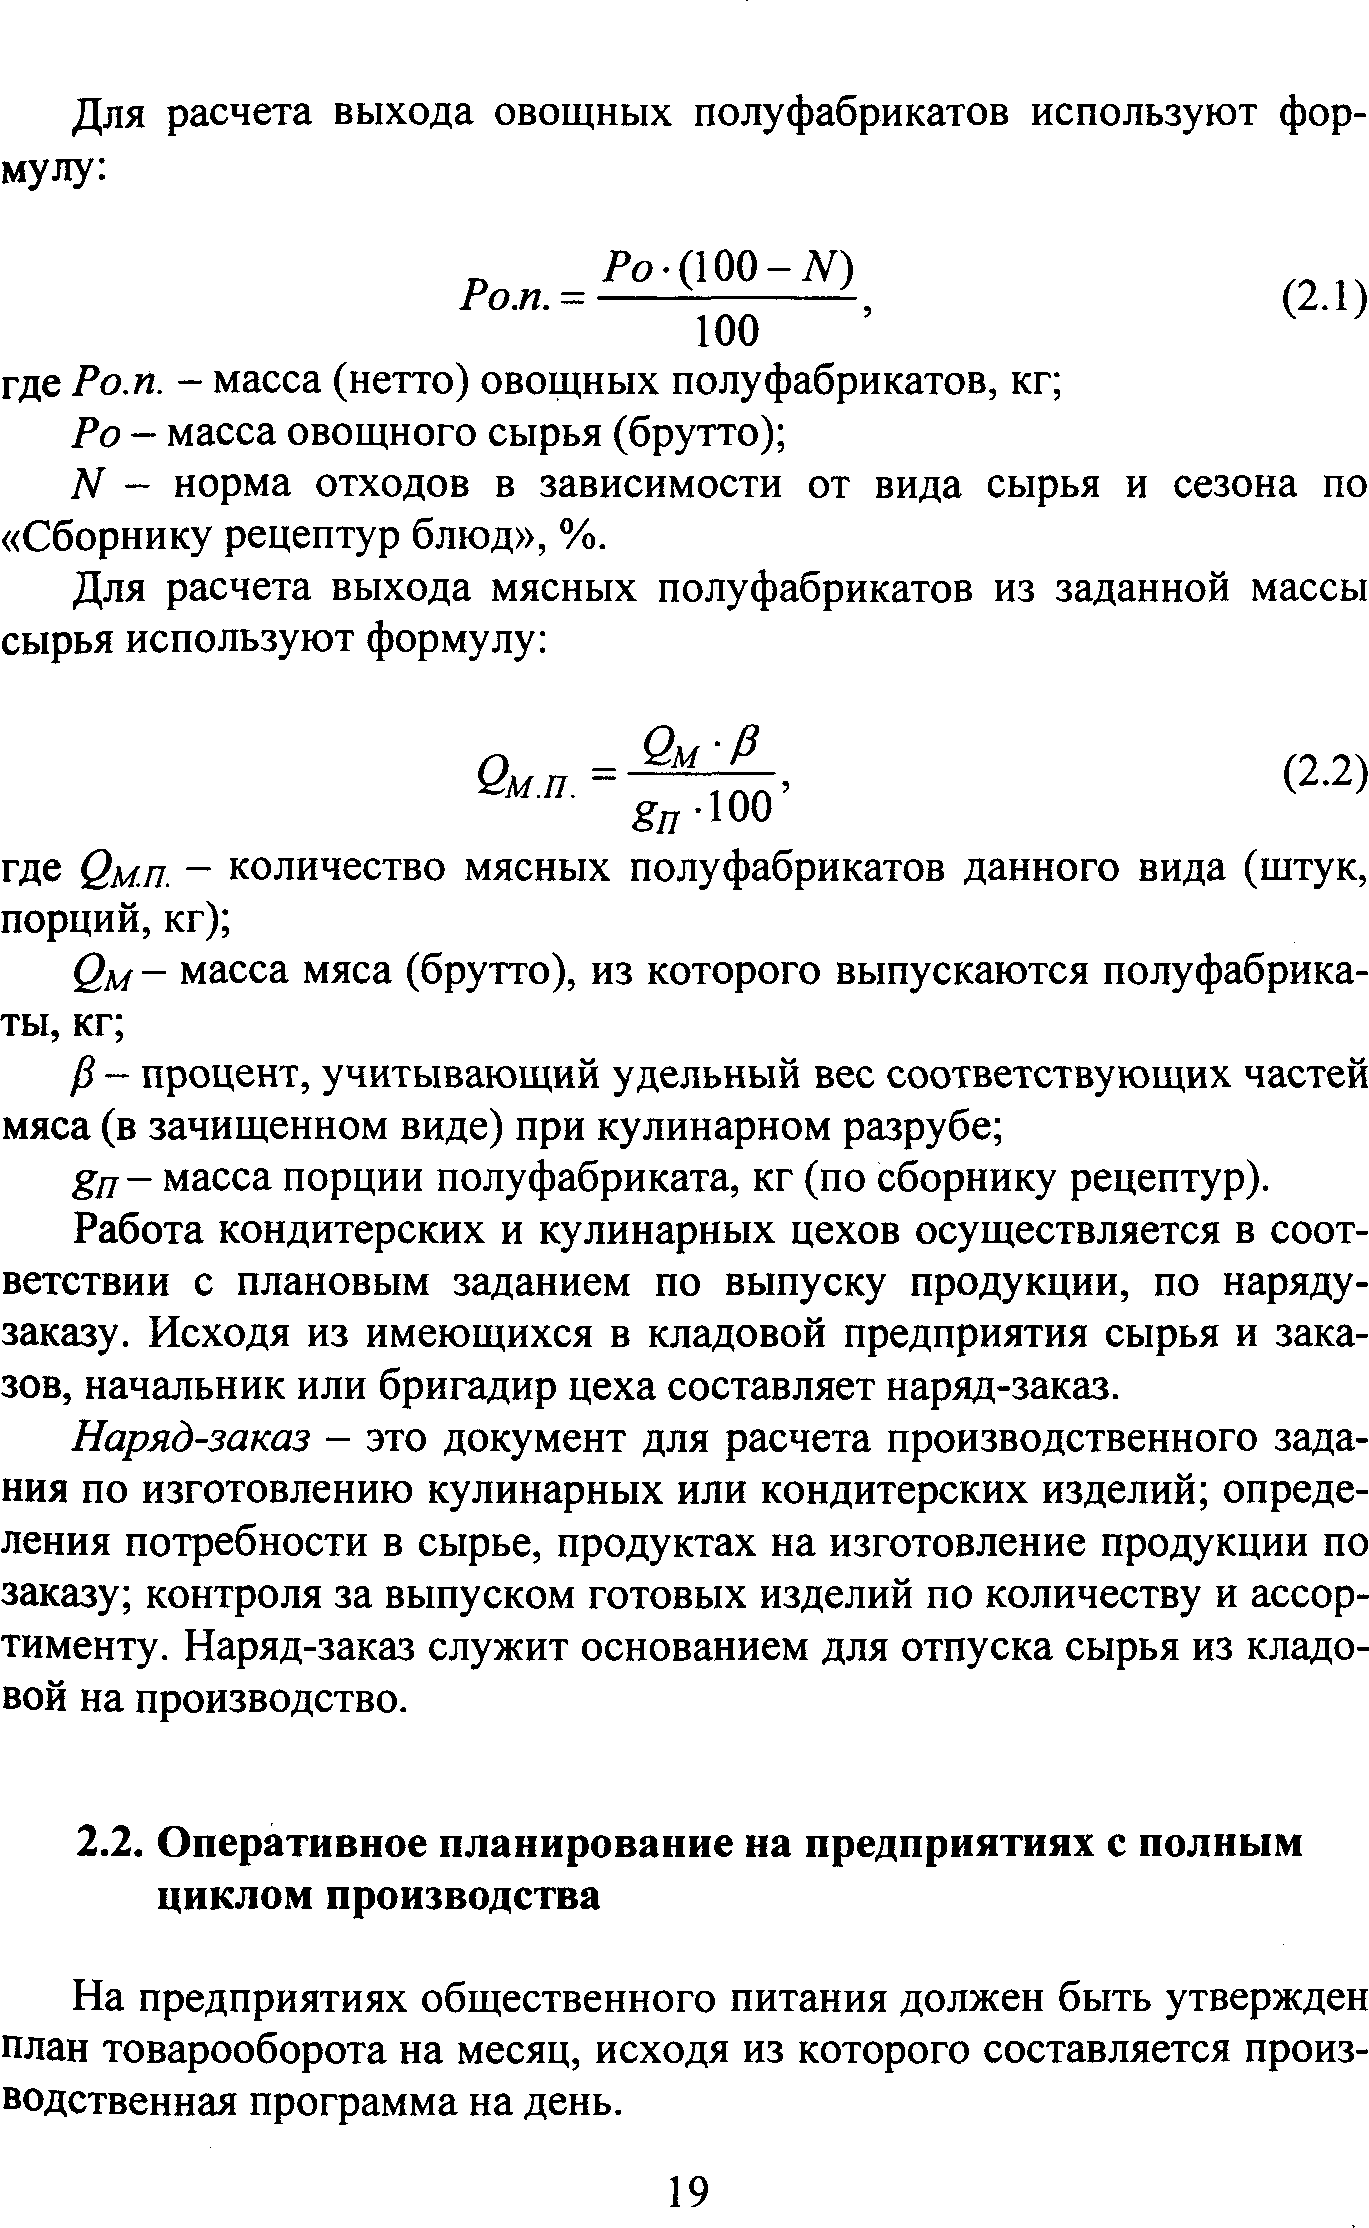 Для расчета выхода овощных полуфабрикатов используют фор-
мулу:
Ро.п. = Ро·(100 – N)/100, (2.1)
где Ро.п. – масса (нетто) овощных полуфабрикатов, кг;
Ро – масса овощного сырья (брутто);
N – норма отходов в зависимости от вида сырья и сезона по
«Сборнику рецептур блюд», %.
Для расчета выхода мясных полуфабрикатов из заданной массы
сырья используют формулу:
Qм.п. = Qм·β/gп·100, (2.2)
где Qм.п. – количество мясных полуфабрикатов данного вида (штук,
порций, кг);
Qм – масса мяса (брутто), из которого выпускаются полуфабрика-
ты, кг;
β – процент, учитывающий удельный вес соответствующих частей
мяса (в зачищенном виде) при кулинарном разрубе;
gп – масса порции полуфабриката, кг (по сборнику рецептур).
Работа кондитерских и кулинарных цехов осуществляется в соот-
ветствии с плановым заданием по выпуску продукции, по наряду-
заказу. Исходя из имеющихся в кладовой предприятия сырья и зака-
зов, начальник или бригадир цеха составляет наряд-заказ.
Наряд-заказ – это документ для расчета производственного зада-
ния по изготовлению кулинарных или кондитерских изделий; опреде-
ления потребности в сырье, продуктах на изготовление продукции по
заказу; контроля за выпуском готовых изделий по количеству и ассор-
тименту. Наряд-заказ служит основанием для отпуска сырья из кладо-
вой на производство.
2.2. Оперативное планирование на предприятиях с полным
циклом производства
На предприятиях общественного питания должен быть утвержден
план товарооборота на месяц, исходя из которого составляется произ-
водственная программа на день.
19